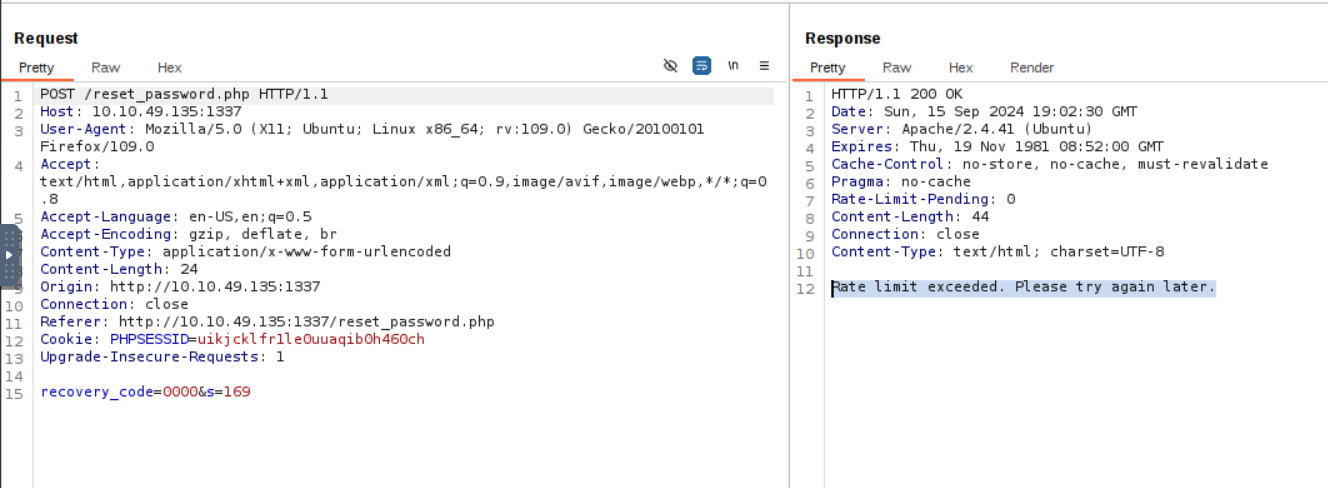 Request
Pretty Raw Hex \n
1 POST /reset_password.php HTTP/1.1
2 Host: 10.10.49.135:1337
3 User-Agent: Mozilla/5.0 (X11; Ubuntu; Linux x86_64; rv:109.0) Gecko/20100101
Firefox/109.0
4 Accept:
text/html,application/xhtml+xml,application/xml;q=0.9,image/avif,image/webp,*/*;q=0
.8
5 Accept-Language: en-US,en;q=0.5
Accept-Encoding: gzip, deflate, br
Content-Type: application/x-www-form-urlencoded
Content-Length: 24
9 Origin: http://10.10.49.135:1337
10 Connection: close
11 Referer: http://10.10.49.135:1337/reset_password.php
12 Cookie: PHPSESSID=uikjcklfr1le0uuaqib0h460ch
13 Upgrade-Insecure-Requests: 1
14
15 recovery_code=0000&s=169
Response
Pretty Raw Hex Render
1 HTTP/1.1 200 OK
2 Date: Sun, 15 Sep 2024 19:02:30 GMT
3 Server: Apache/2.4.41 (Ubuntu)
4 Expires: Thu, 19 Nov 1981 08:52:00 GMT
5 Cache-Control: no-store, no-cache, must-revalidate
6 Pragma: no-cache
7 Rate-Limit-Pending: 0
8 Content-Length: 44
9 Connection: close
10 Content-Type: text/html; charset=UTF-8
11
12 Rate limit exceeded. Please try again later.